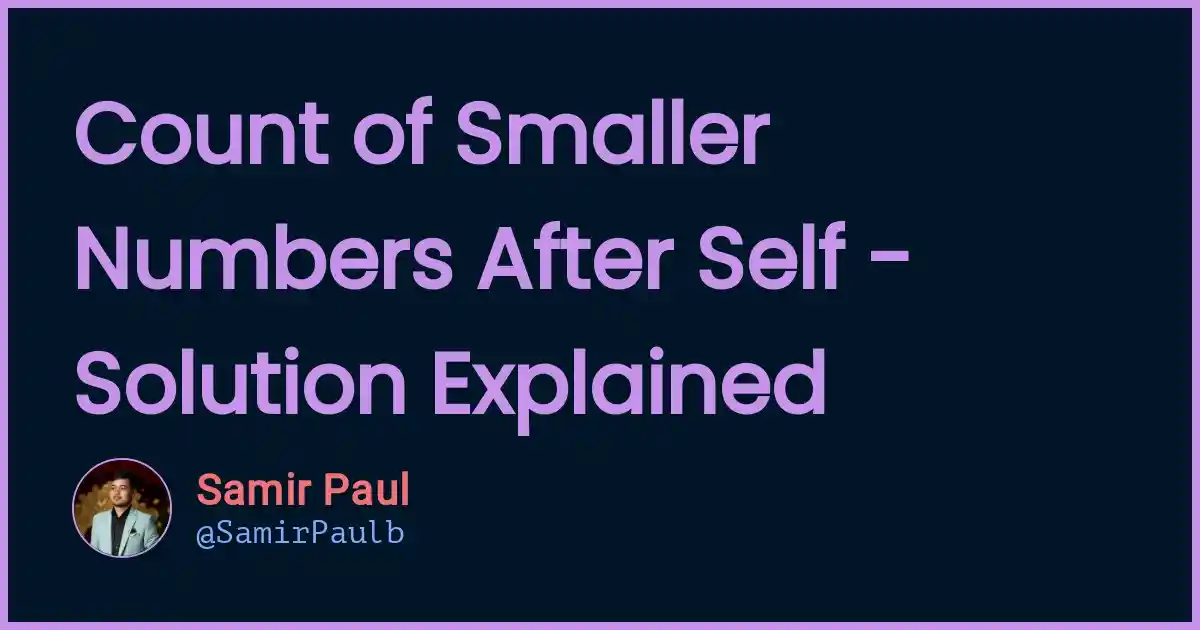 Count of Smaller
Numbers After Self -
Solution Explained
Samir Paul
@SamirPaulb